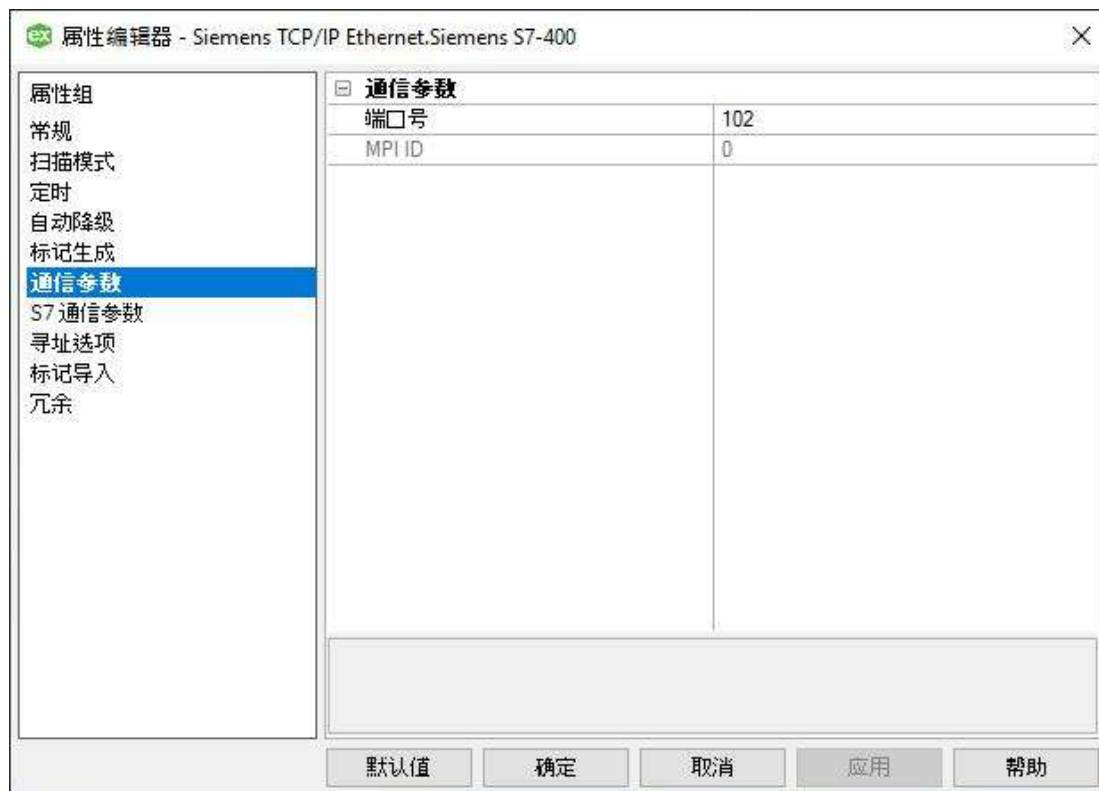 ex 属性编辑器 - Siemens TCP/IP Ethernet.Siemens S7-400
属性组
常规
扫描模式
定时
自动降级
标记生成
通信参数
S7 通信参数
寻址选项
标记导入
冗余
通信参数
端口号 102
MPI ID 0
默认值 确定 取消 应用 帮助